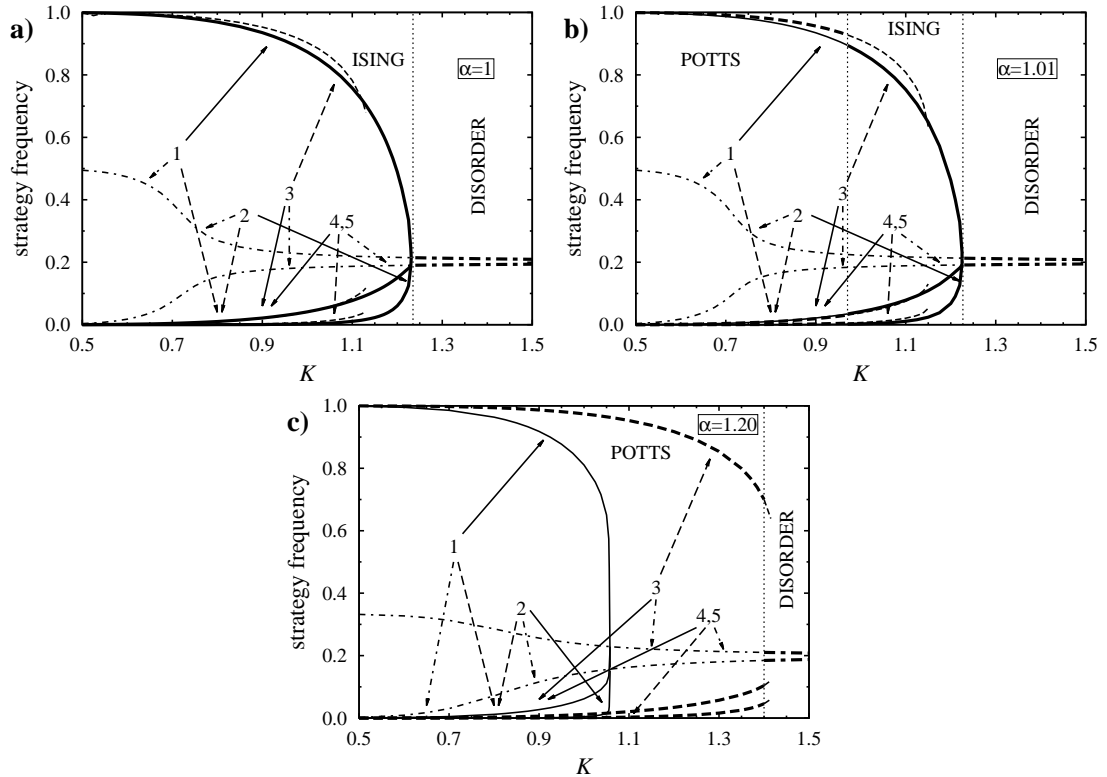 a)
strategy frequency
1.0
0.8
0.6
0.4
0.2
0.0
ISING
α=1
DISORDER
1
2
3
4,5
0.5
0.7
0.9
1.1
1.3
1.5
K
b)
strategy frequency
1.0
0.8
0.6
0.4
0.2
0.0
POTTS
ISING
α=1.01
DISORDER
1
2
3
4,5
0.5
0.7
0.9
1.1
1.3
1.5
K
c)
strategy frequency
1.0
0.8
0.6
0.4
0.2
0.0
α=1.20
POTTS
DISORDER
1
2
3
4,5
0.5
0.7
0.9
1.1
1.3
1.5
K